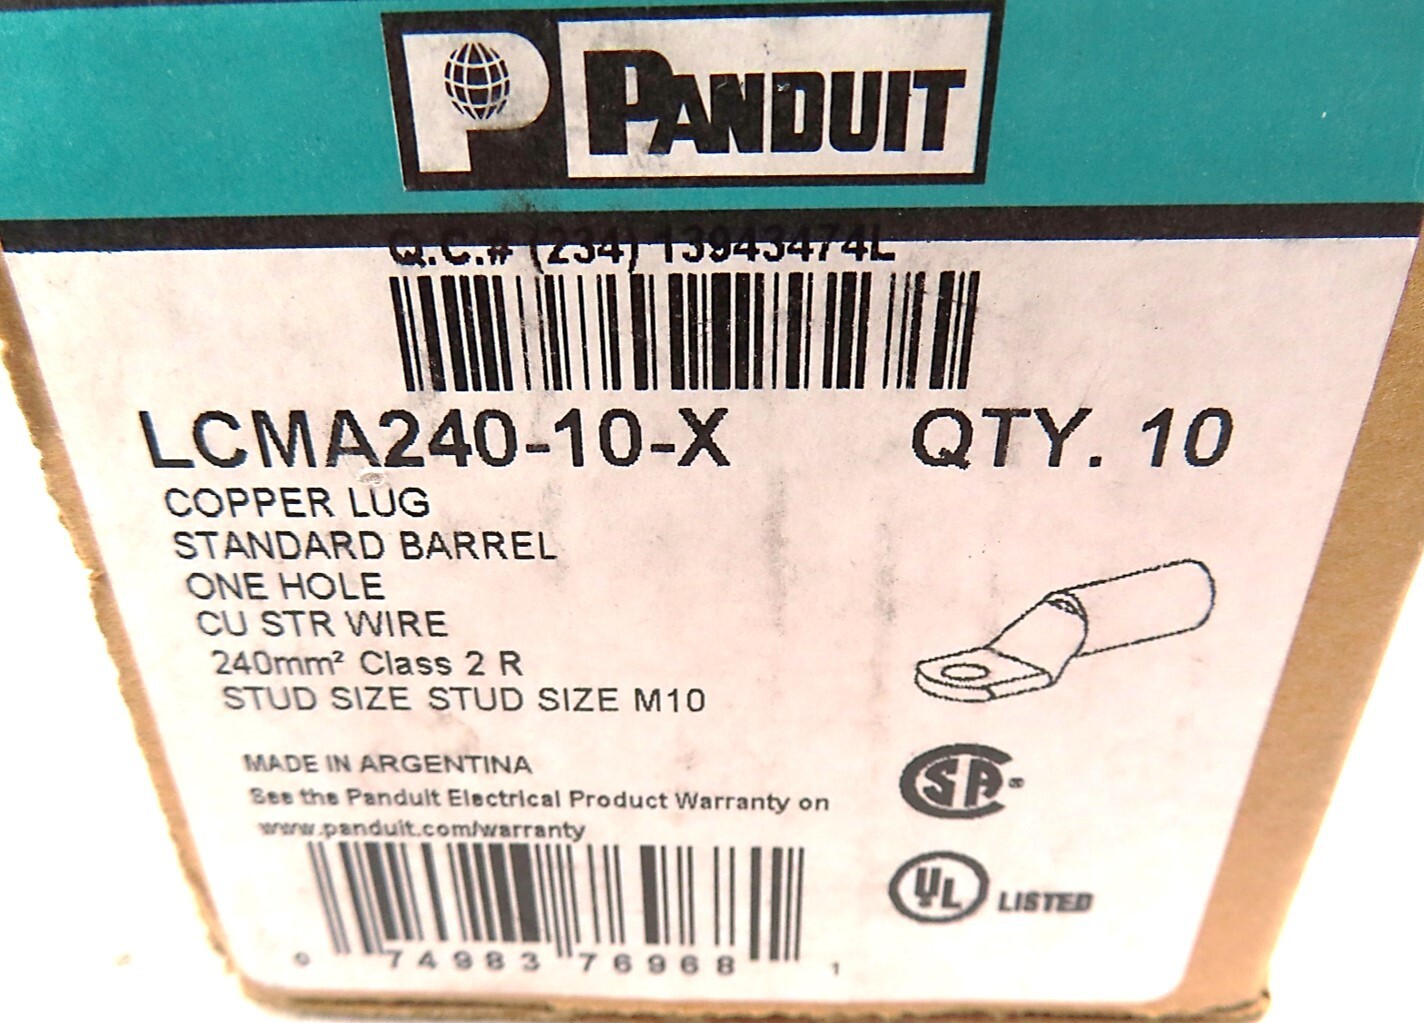 PANDUIT
Q.C.# (234) 13943474L
LCMA240-10-X QTY. 10
COPPER LUG
STANDARD BARREL
ONE HOLE
CU STR WIRE
240mm² Class 2 R
STUD SIZE STUD SIZE M10
MADE IN ARGENTINA
See the Panduit Electrical Product Warranty on
www.panduit.com/warranty
SA®
UL LISTED
0 74983 76968 1